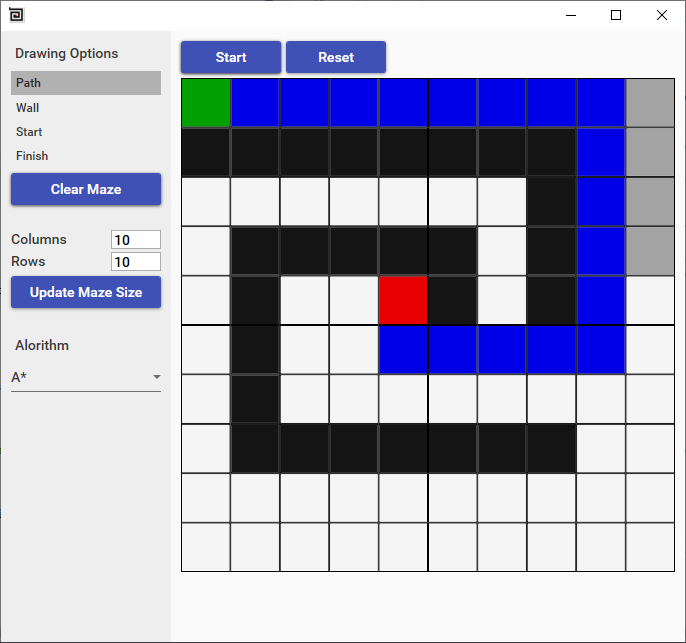 Drawing Options
Path
Wall
Start
Finish
Clear Maze
Columns 10
Rows 10
Update Maze Size
Alorithm
A*
Start Reset